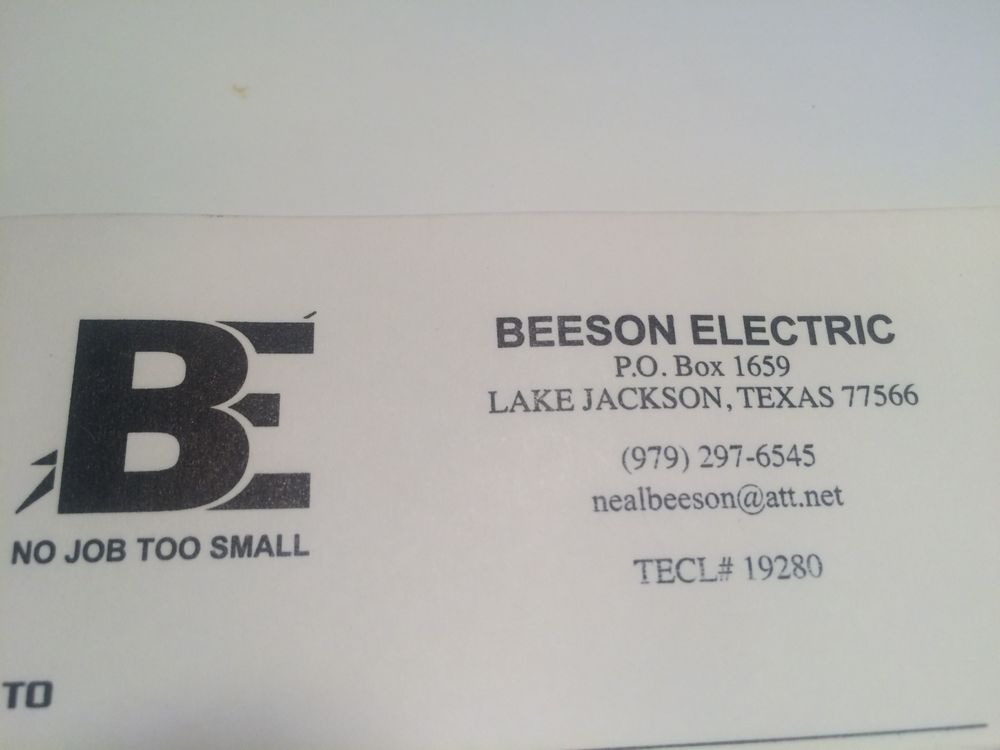 BE
NO JOB TOO SMALL
BEESON ELECTRIC
P.O. Box 1659
LAKE JACKSON, TEXAS 77566
(979) 297-6545
nealbeeson@att.net
TECL# 19280
TO